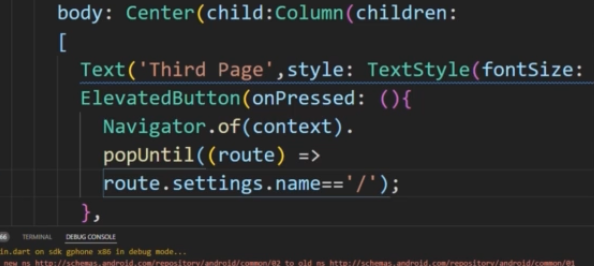 body: Center(child:Column(children:
[
Text('Third Page',style: TextStyle(fontSize:
ElevatedButton(onPressed: (){
Navigator.of(context).
popUntil((route) =>
route.settings.name=='/');
},
66 TERMINAL DEBUG CONSOLE
in.dart on sdk gphone x86 in debug mode...
new ns http://schemas.android.com/repository/android/common/02 to old ns http://schemas.android.com/repository/android/common/01